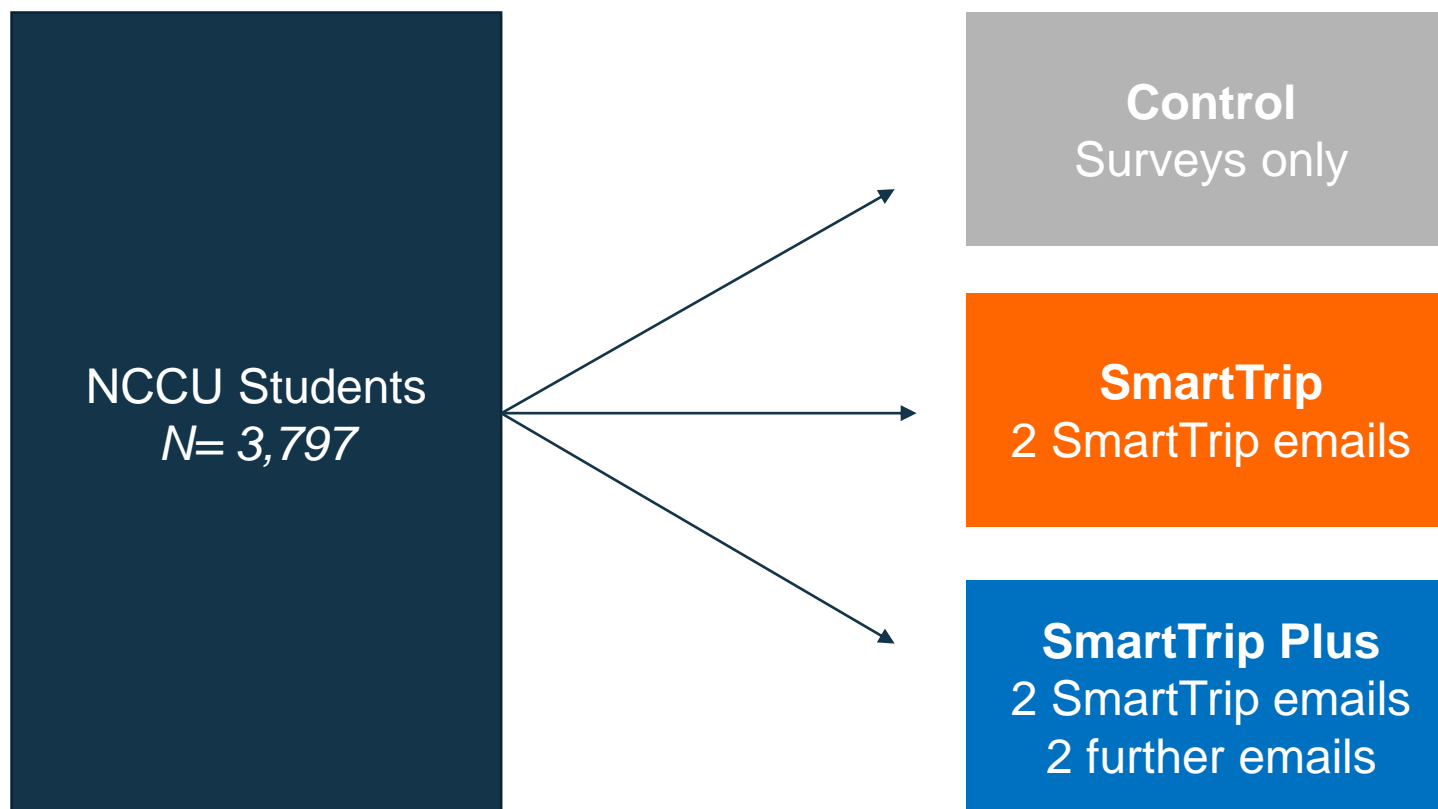 NCCU Students
N= 3,797
Control
Surveys only
SmartTrip
2 SmartTrip emails
SmartTrip Plus
2 SmartTrip emails
2 further emails